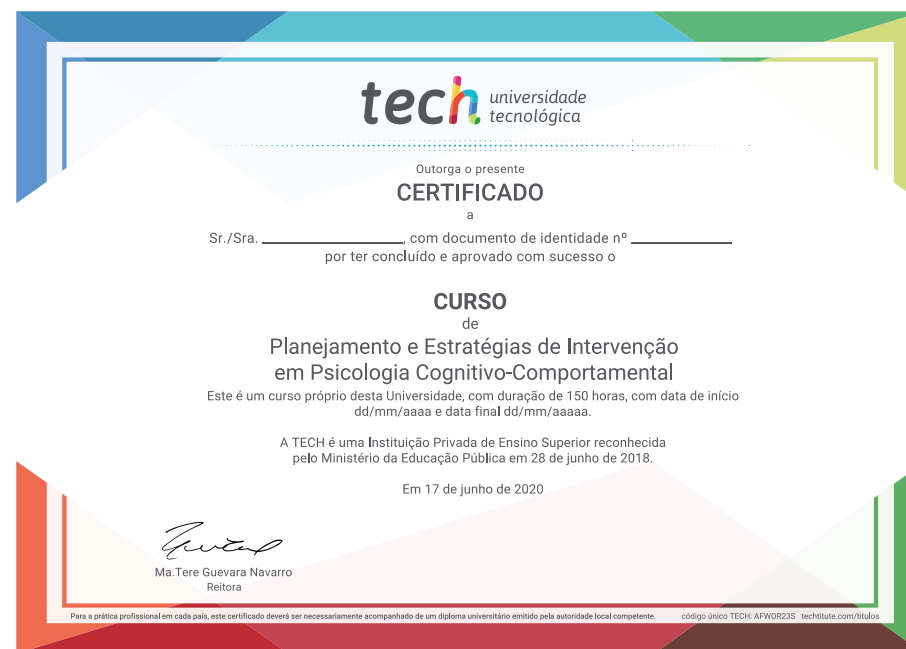 tech universidade
tecnológica
Outorga o presente
CERTIFICADO
a
Sr./Sra. ____________________, com documento de identidade nº ______________
por ter concluído e aprovado com sucesso o
CURSO
de
Planejamento e Estratégias de Intervenção
em Psicologia Cognitivo-Comportamental
Este é um curso próprio desta Universidade, com duração de 150 horas, com data de início
dd/mm/aaaa e data final dd/mm/aaaaa.
A TECH é uma Instituição Privada de Ensino Superior reconhecida
pelo Ministério da Educação Pública em 28 de junho de 2018.
Em 17 de junho de 2020
Ma.Tere Guevara Navarro
Reitora
Para a prática profissional em cada país, este certificado deverá ser necessariamente acompanhado de um diploma universitário emitido pela autoridade local competente. código único TECH: AFWOR23S techtitute.com/titulos